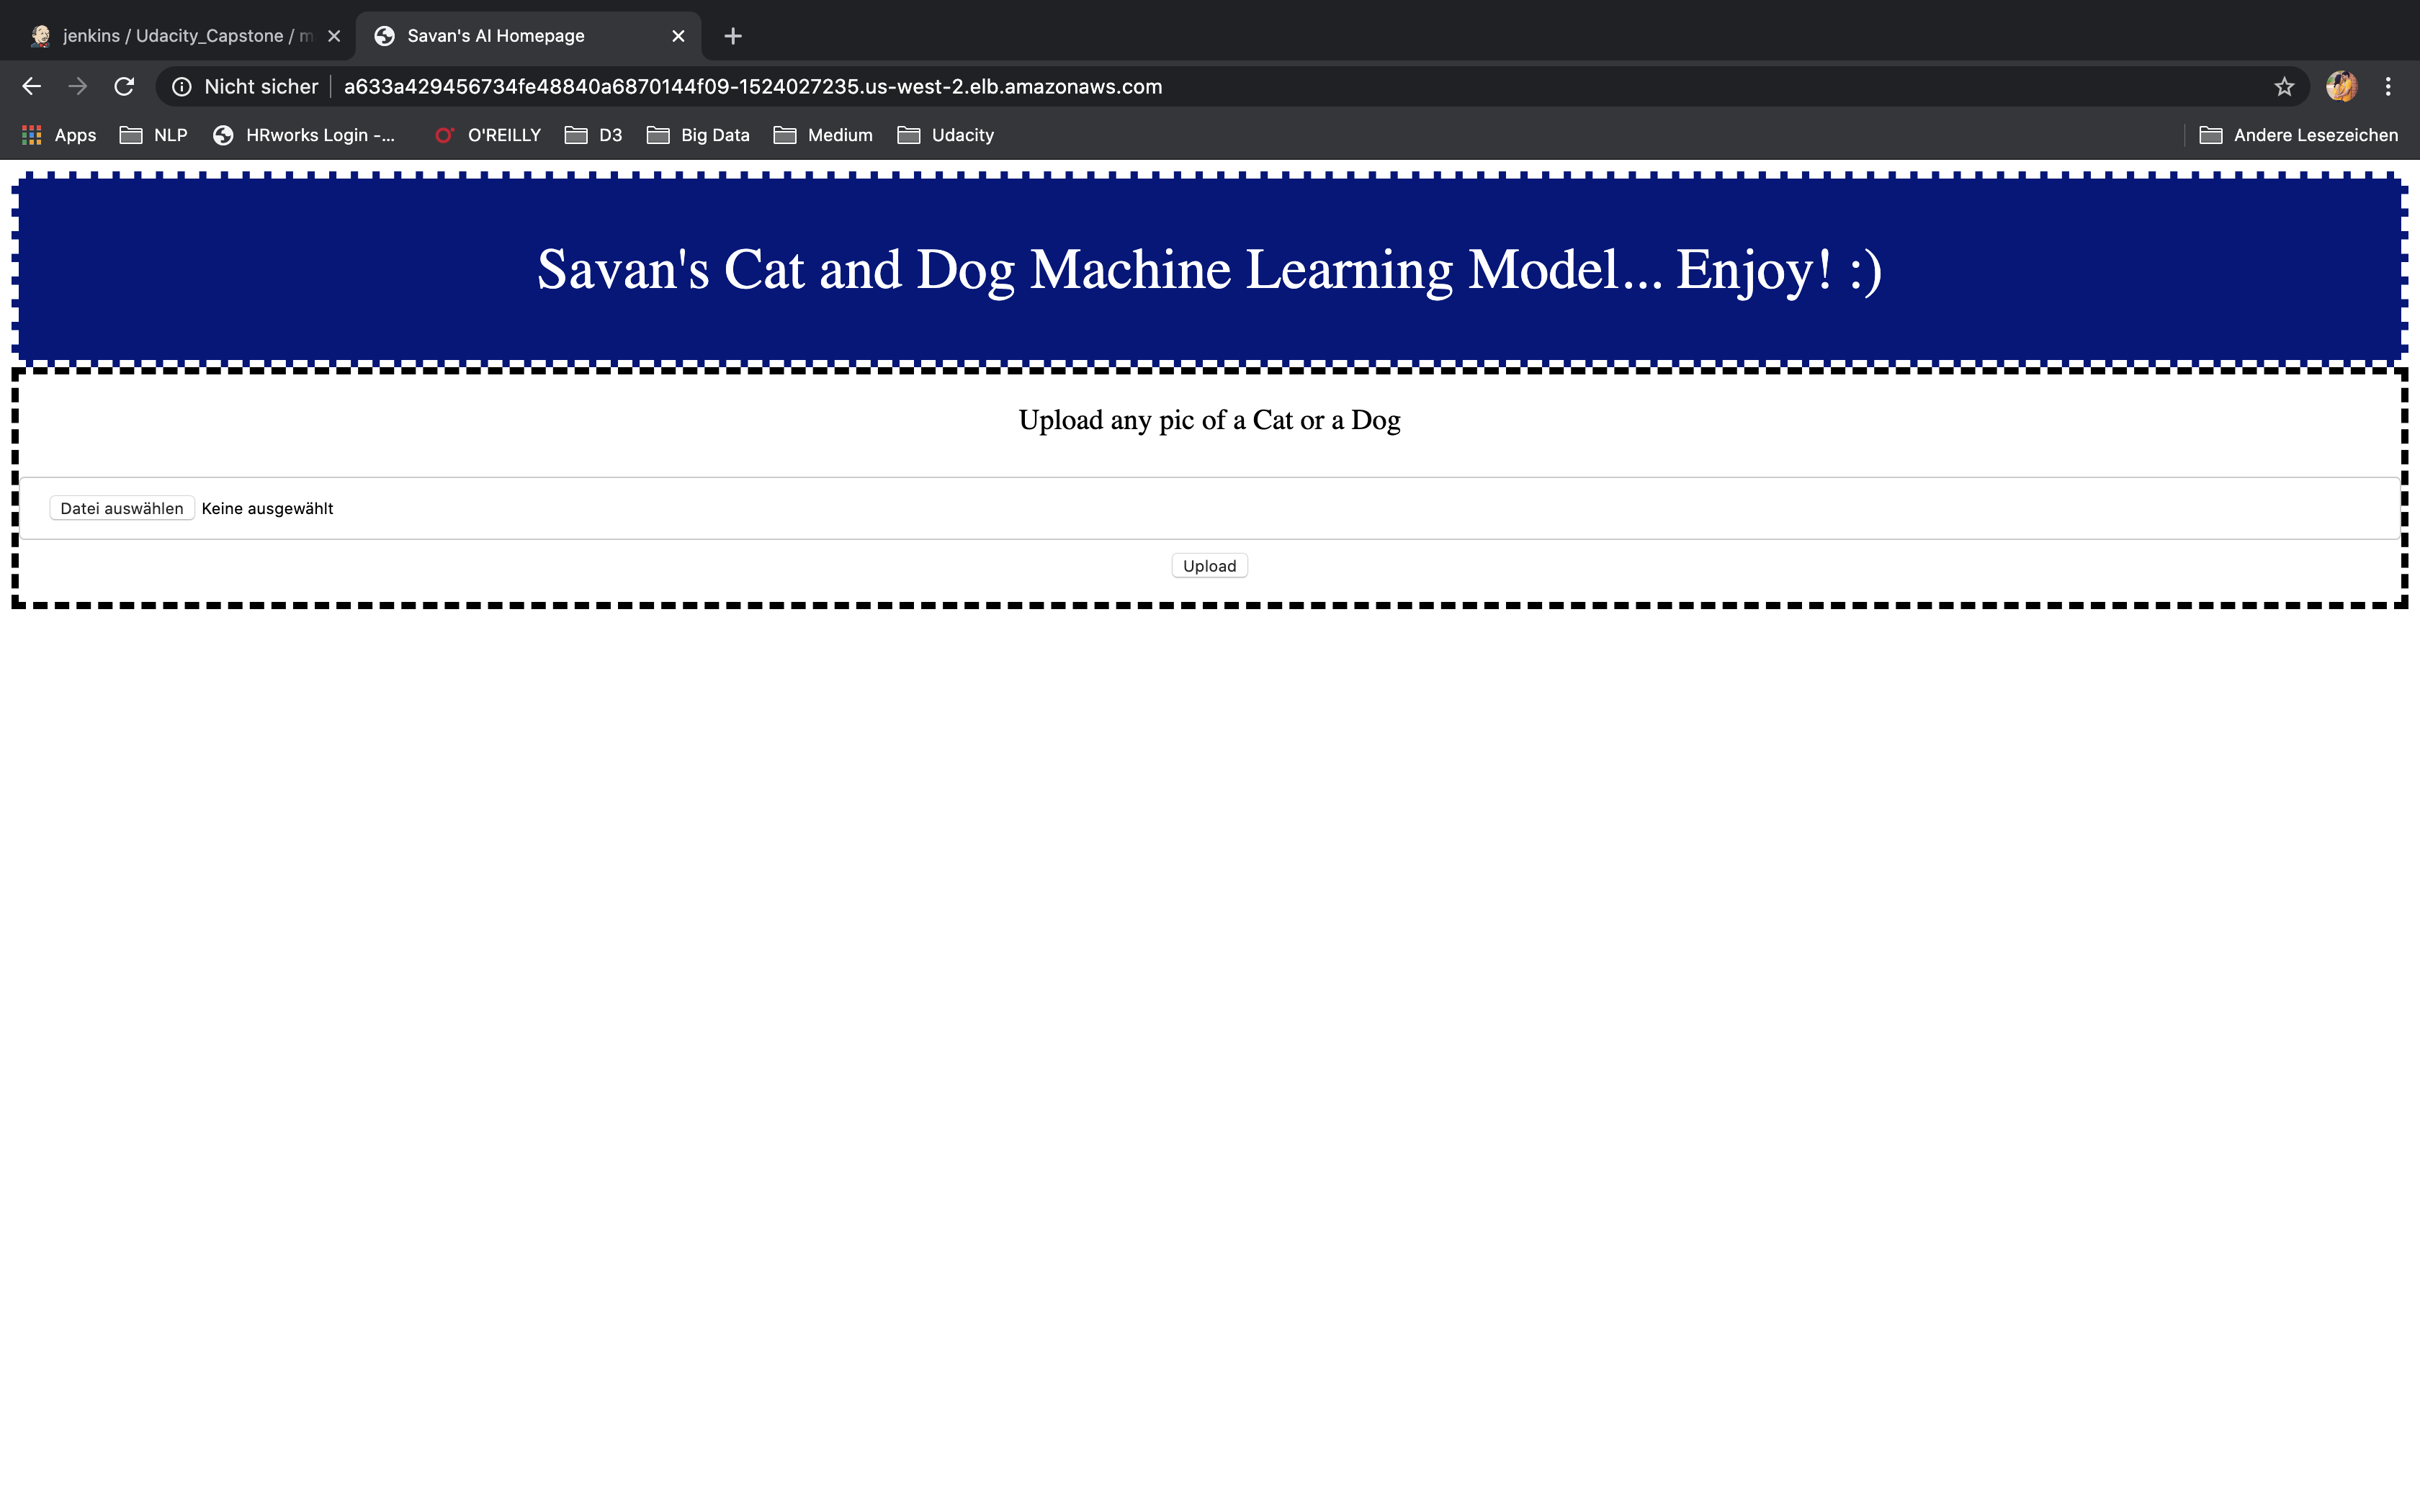 jenkins / Udacity_Capstone / m
Savan's AI Homepage
Nicht sicher
a633a429456734fe48840a6870144f09-1524027235.us-west-2.elb.amazonaws.com
Apps
NLP
HRworks Login -...
O'REILLY
D3
Big Data
Medium
Udacity
Andere Lesezeichen
Savan's Cat and Dog Machine Learning Model... Enjoy! :)
Upload any pic of a Cat or a Dog
Datei auswählen Keine ausgewählt
Upload